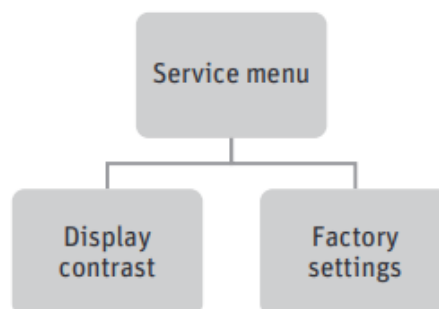 Service menu
Display
contrast
Factory
settings